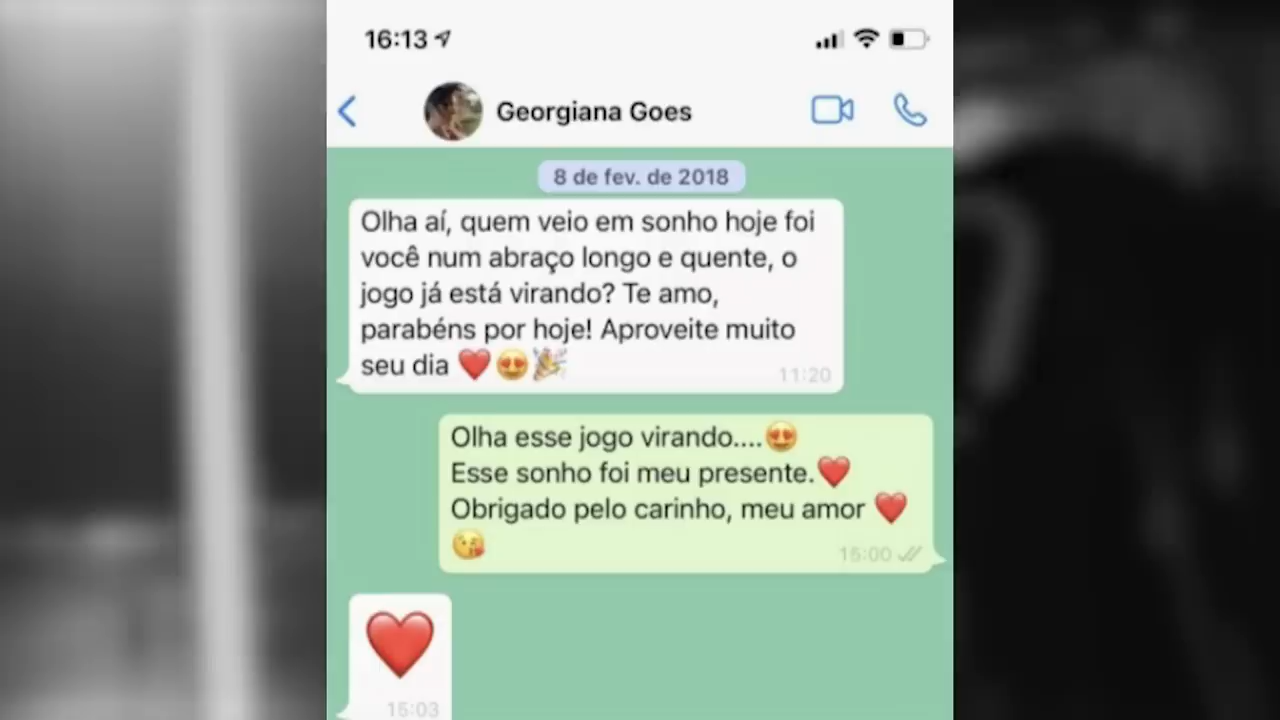 16:13
Georgiana Goes
8 de fev. de 2018
Olha aí, quem veio em sonho hoje foi
você num abraço longo e quente, o
jogo já está virando? Te amo,
parabéns por hoje! Aproveite muito
seu dia ❤️😍🎉
11:20
Olha esse jogo virando....😍
Esse sonho foi meu presente.❤️
Obrigado pelo carinho, meu amor ❤️
😘
15:00
❤️
15:03